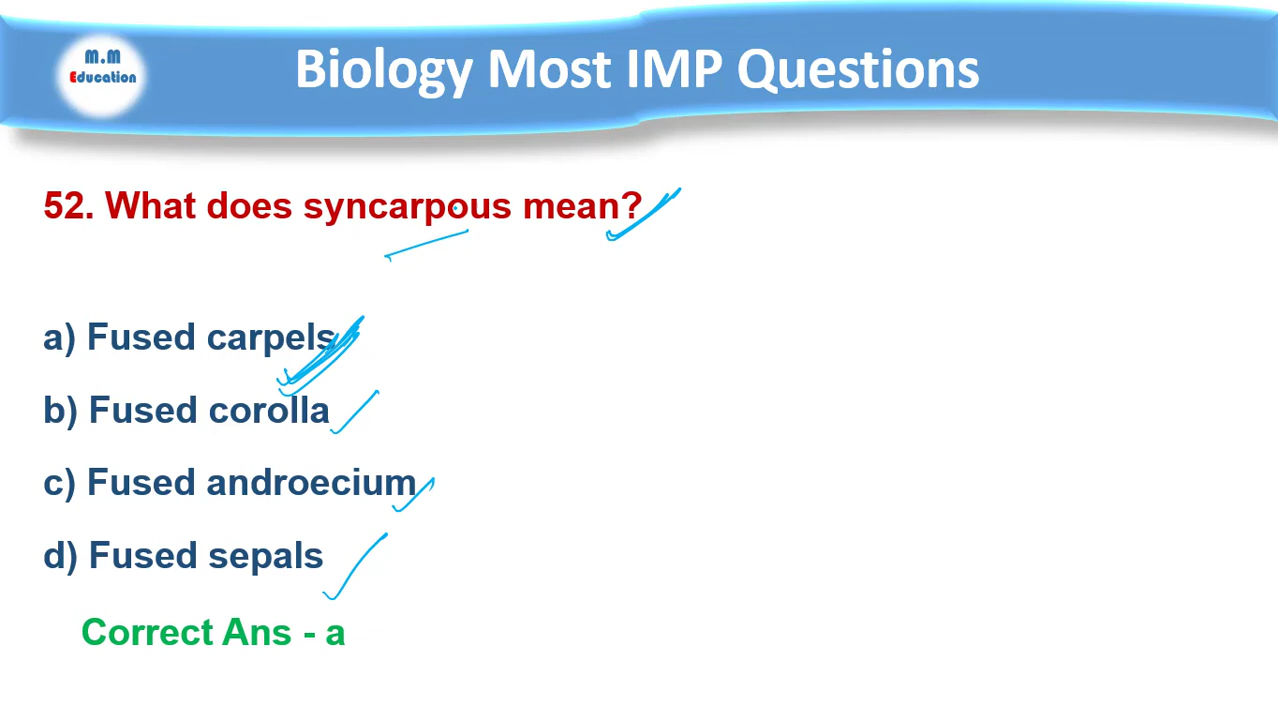 M.M
Education
Biology Most IMP Questions
52. What does syncarpous mean?
a) Fused carpels
b) Fused corolla
c) Fused androecium
d) Fused sepals
Correct Ans - a